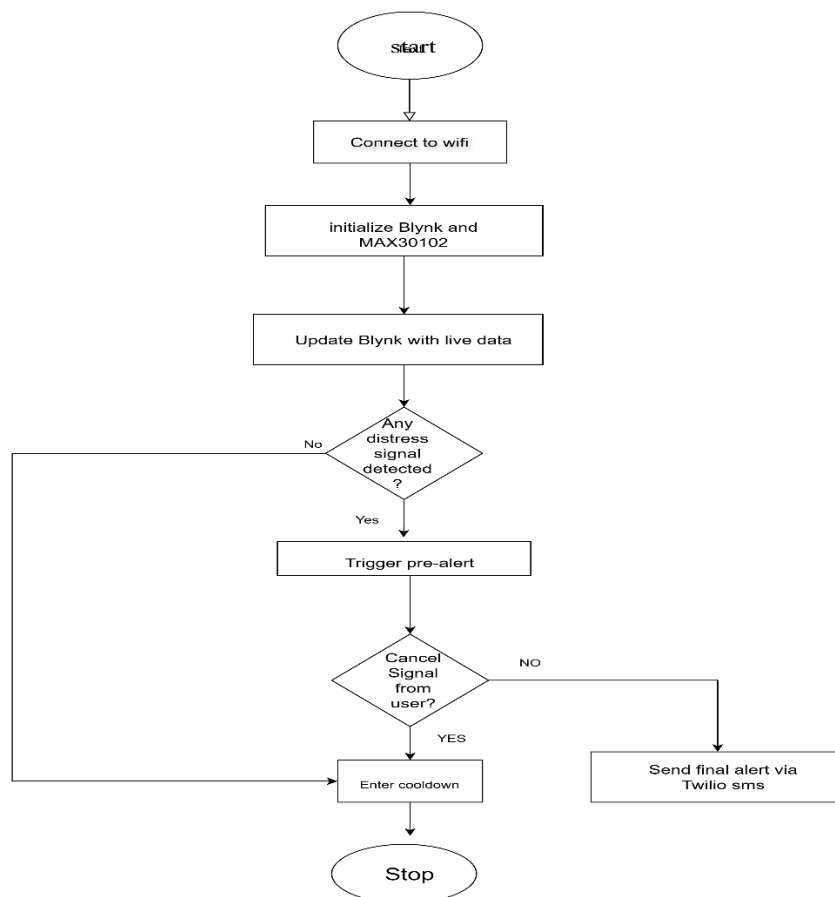 start
Connect to wifi
initialize Blynk and
MAX30102
Update Blynk with live data
Any
distress
signal
detected
?
No
Yes
Trigger pre-alert
Cancel
Signal
from
user?
NO
YES
Enter cooldown
Send final alert via
Twilio sms
Stop